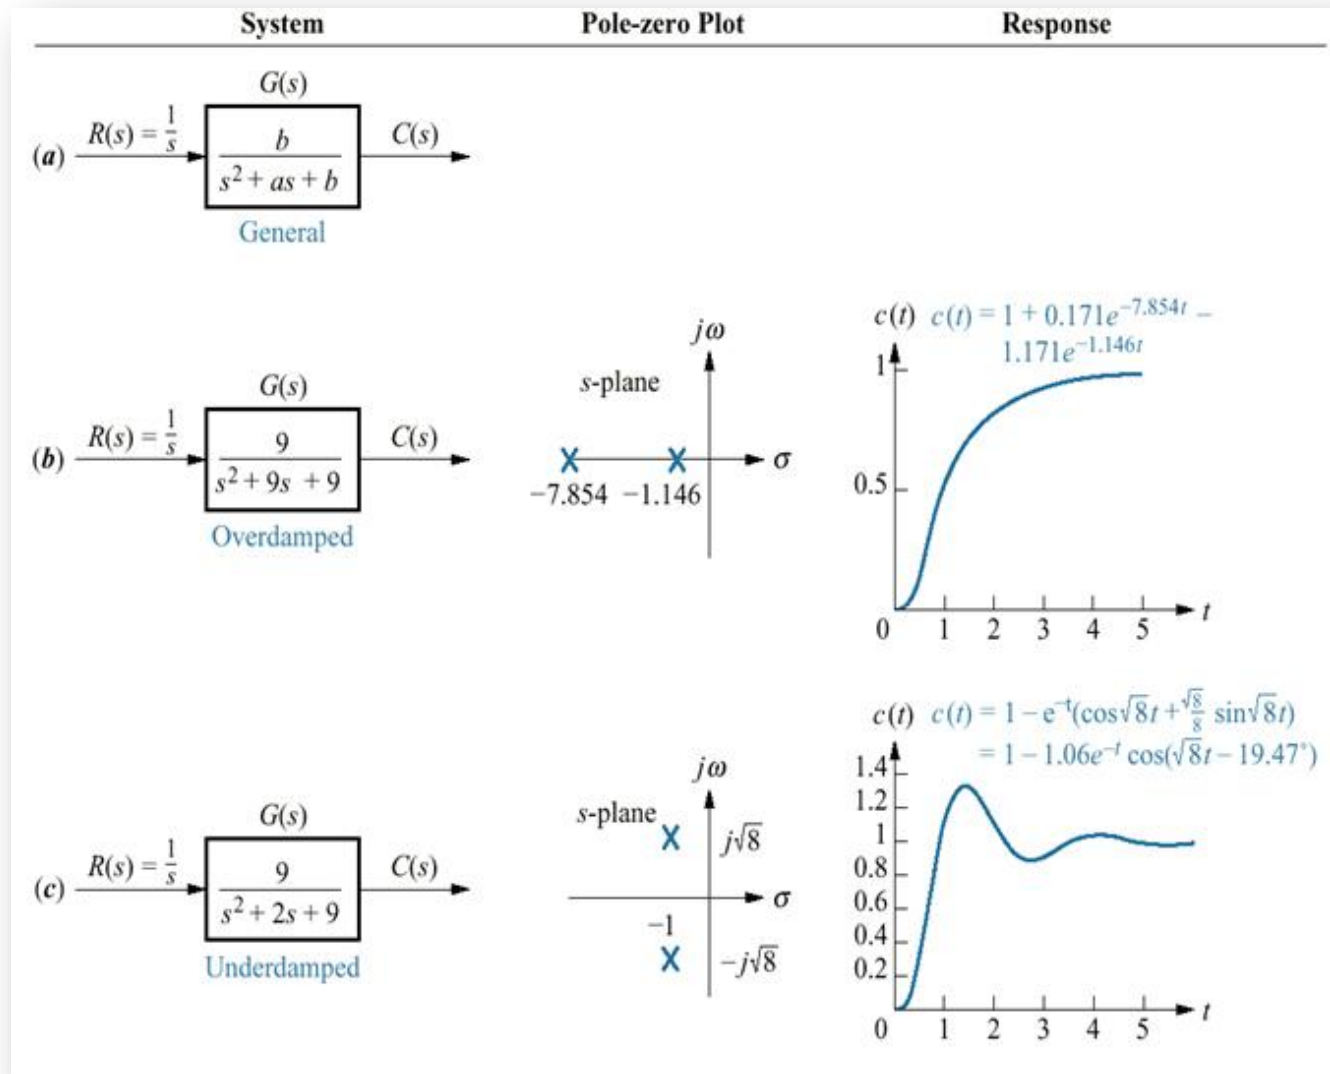 System Pole-zero Plot Response
G(s)
(a) R(s) = 1/s b/(s² + as + b) C(s)
General
G(s)
(b) R(s) = 1/s 9/(s² + 9s + 9) C(s)
Overdamped
jω
s-plane
σ
−7.854 −1.146
c(t) c(t) = 1 + 0.171e^−7.854t −
1.171e^−1.146t
1
0.5
0 1 2 3 4 5 t
G(s)
(c) R(s) = 1/s 9/(s² + 2s + 9) C(s)
Underdamped
jω
s-plane
j√8
σ
−1
−j√8
c(t) c(t) = 1 − e^−t(cos√8t + √8/8 sin√8t)
= 1 − 1.06e^−t cos(√8t − 19.47°)
1.4
1.2
1
0.8
0.6
0.4
0.2
0 1 2 3 4 5 t